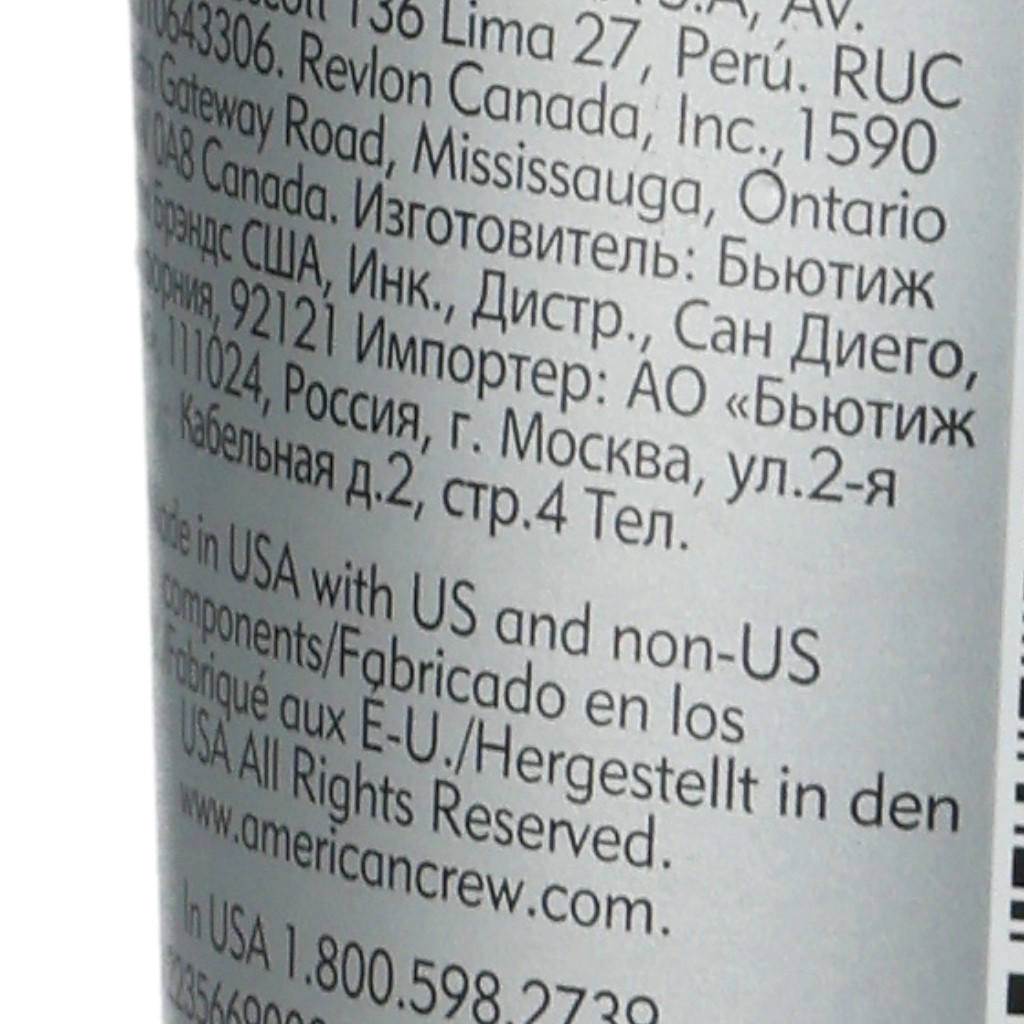 S.A, Av.
136 Lima 27, Perú. RUC
0643306. Revlon Canada, Inc., 1590
Gateway Road, Mississauga, Ontario
0A8 Canada. Изготовитель: Бьютиж
Брэндс США, Инк., Дистр., Сан Диего,
92121 Импортер: АО «Бьютиж
111024, Россия, г. Москва, ул.2-я
Кабельная д.2, стр.4 Тел.
in USA with US and non-US
components/Fabricado en los
Fabriqué aux É-U./Hergestellt in den
USA All Rights Reserved.
www.americancrew.com.
In USA 1.800.598.2739